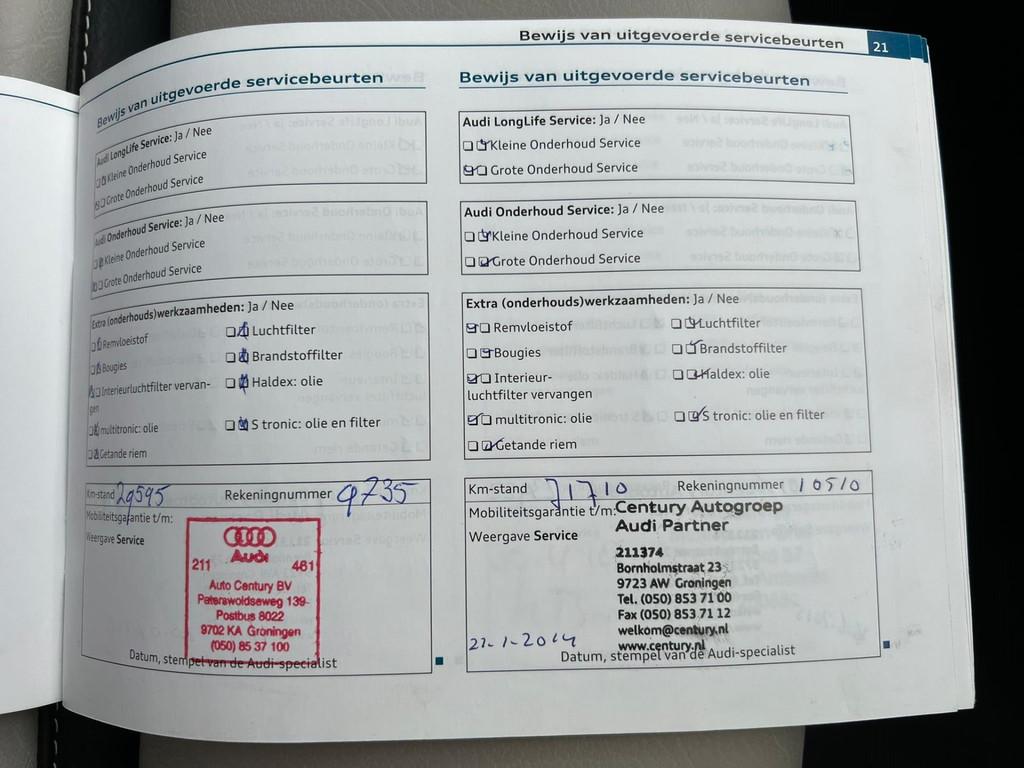 Bewijs van uitgevoerde servicebeurten 21
Bewijs van uitgevoerde servicebeurten
Audi LongLife Service: Ja / Nee
Kleine Onderhoud Service
Grote Onderhoud Service
Audi Onderhoud Service: Ja / Nee
Kleine Onderhoud Service
Grote Onderhoud Service
Extra (onderhouds)werkzaamheden: Ja / Nee
Remvloeistof
Luchtfilter
Bougies
Brandstoffilter
Interieurluchtfilter vervan-
gen
Haldex: olie
multitronic: olie
S tronic: olie en filter
Getande riem
Km-stand 29595 Rekeningnummer 9735
Mobiliteitsgarantie t/m:
Weergave Service
Audi
211 461
Auto Century BV
Paterswoldseweg 139
Postbus 8022
9702 KA Groningen
(050) 85 37 100
Datum, stempel van de Audi-specialist
Bewijs van uitgevoerde servicebeurten
Audi LongLife Service: Ja / Nee
Kleine Onderhoud Service
Grote Onderhoud Service
Audi Onderhoud Service: Ja / Nee
Kleine Onderhoud Service
Grote Onderhoud Service
Extra (onderhouds)werkzaamheden: Ja / Nee
Remvloeistof
Luchtfilter
Bougies
Brandstoffilter
Interieur-
luchtfilter vervangen
Haldex: olie
multitronic: olie
S tronic: olie en filter
Getande riem
Km-stand 71710 Rekeningnummer 10510
Mobiliteitsgarantie t/m:
Century Autogroep
Audi Partner
Weergave Service
211374
Bornholmstraat 23
9723 AW Groningen
Tel. (050) 853 71 00
Fax (050) 853 71 12
welkom@century.nl
www.century.nl
22-1-2014
Datum, stempel van de Audi-specialist